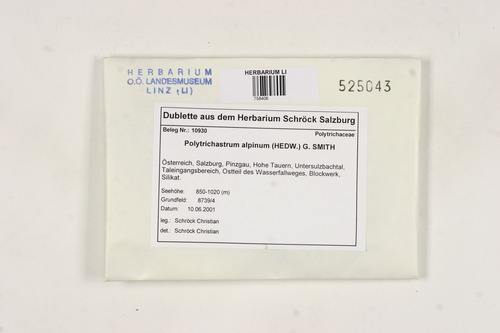 HERBARIUM
O.Ö. LANDESMUSEUM
LINZ (LI)
HERBARIUM LI
758406
525043
Dublette aus dem Herbarium Schröck Salzburg
Beleg Nr.: 10930
Polytrichaceae
Polytrichastrum alpinum (HEDW.) G. SMITH
Österreich, Salzburg, Pinzgau, Hohe Tauern, Untersulzbachtal,
Taleingangsbereich, Ostteil des Wasserfallweges, Blockwerk,
Silikat.
Seehöhe: 850-1020 (m)
Grundfeld: 8739/4
Datum: 10.06.2001
leg.: Schröck Christian
det.: Schröck Christian